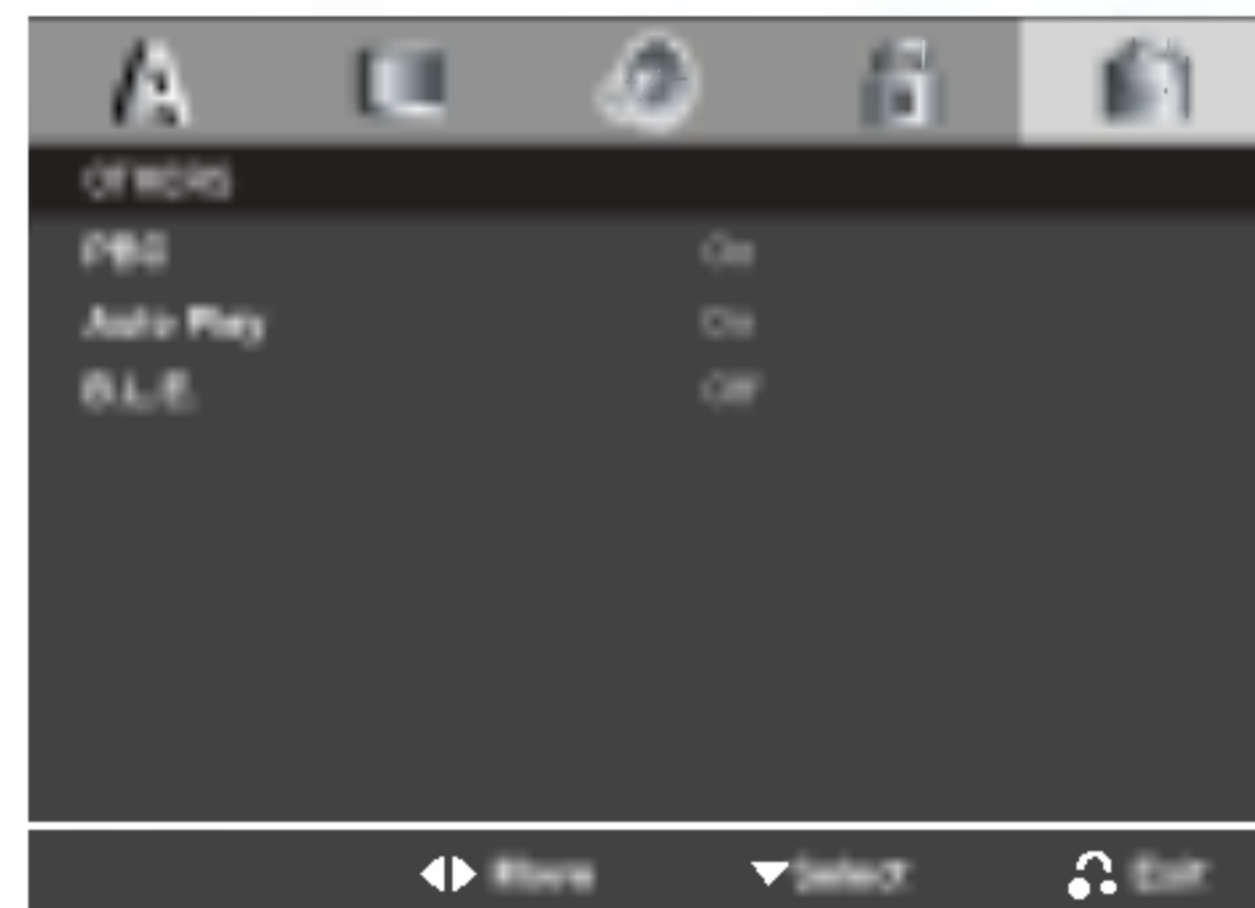 OTHERS
PBC On
Auto Play On
B.L.E. Off
Move Select Exit